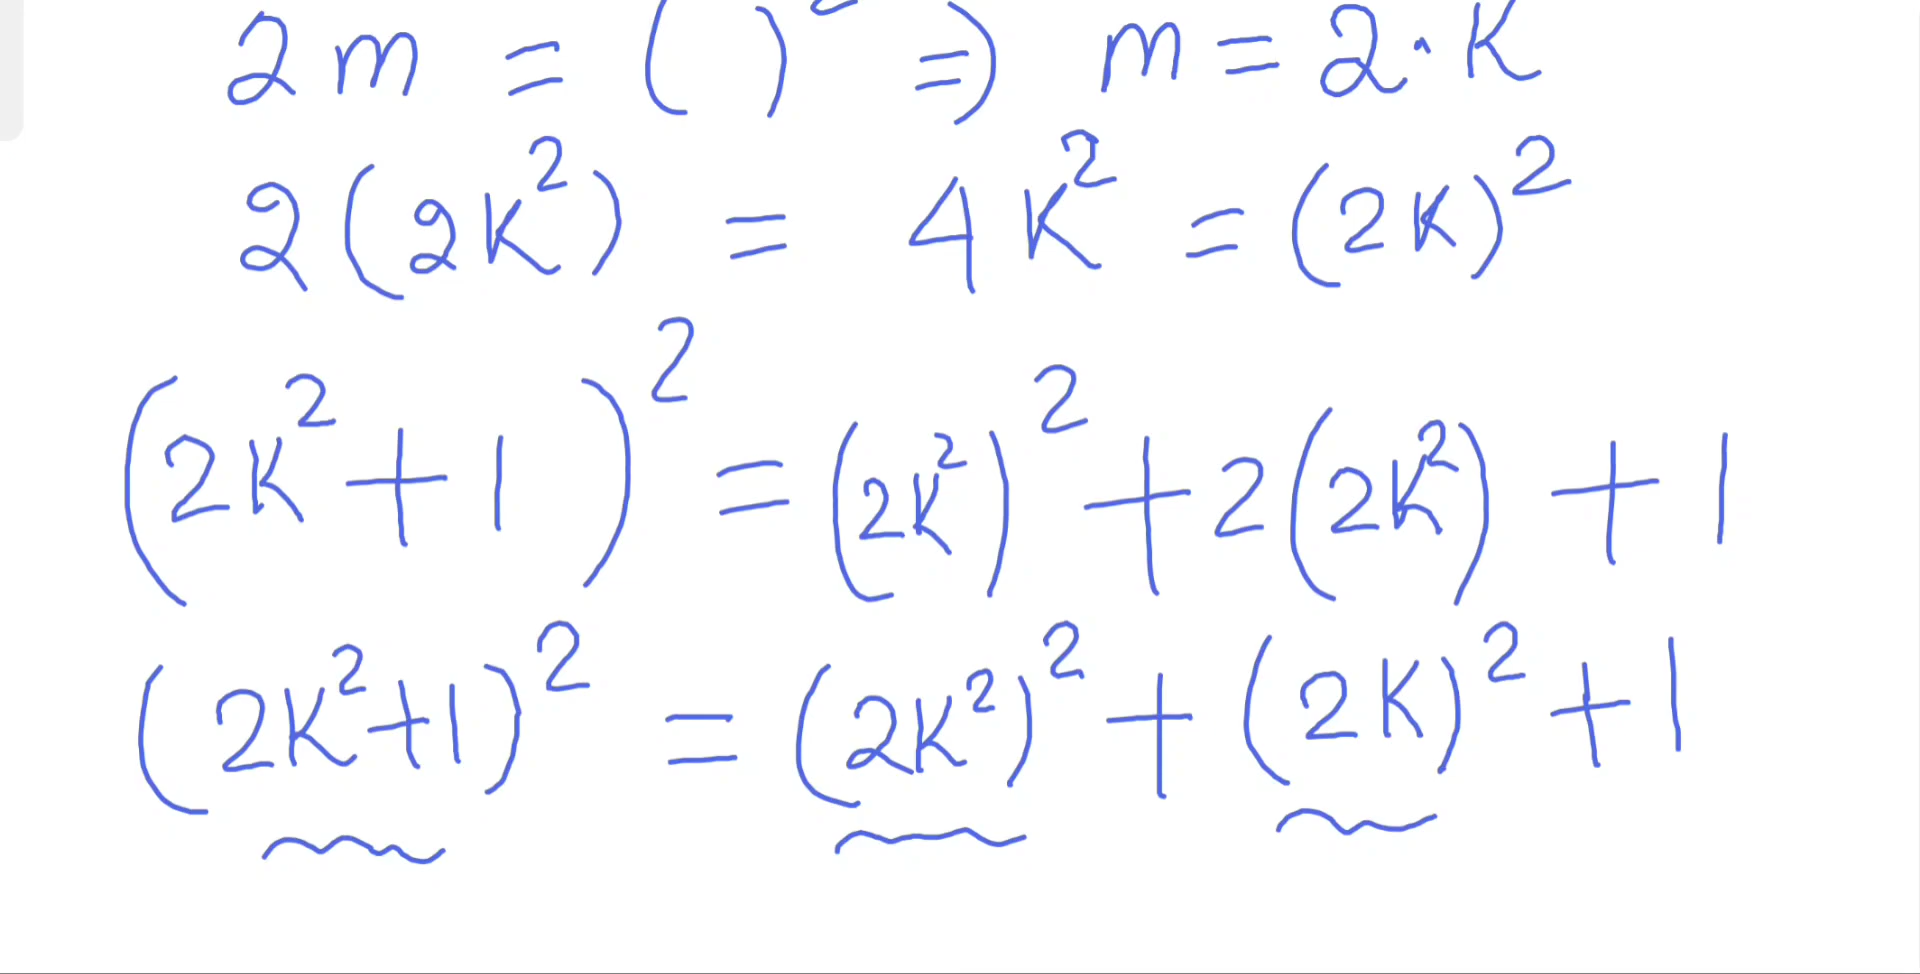 2m = ( )² ⇒ m = 2·K
2(2K²) = 4K² = (2K)²
(2K²+1)² = (2K²)² + 2(2K²) + 1
(2K²+1)² = (2K²)² + (2K)² + 1